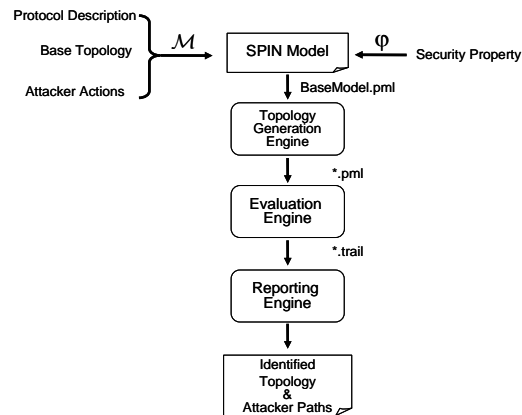 Protocol Description
Base Topology
Attacker Actions
ℳ
SPIN Model
φ
Security Property
BaseModel.pml
Topology
Generation
Engine
*.pml
Evaluation
Engine
*.trail
Reporting
Engine
Identified
Topology
&
Attacker Paths